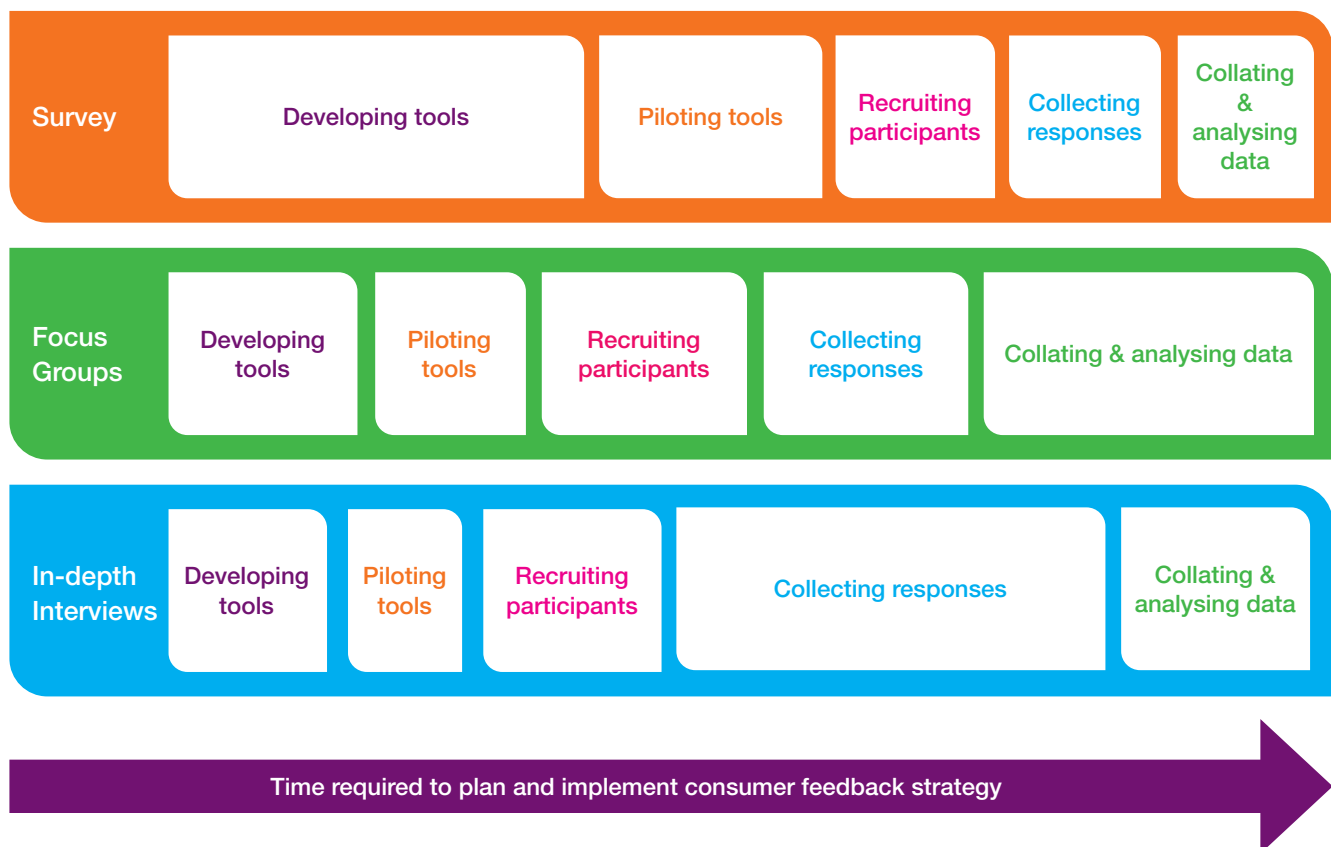 Survey
Developing tools
Piloting tools
Recruiting
participants
Collecting
responses
Collating
&
analysing
data
Focus
Groups
Developing
tools
Piloting
tools
Recruiting
participants
Collecting
responses
Collating & analysing data
In-depth
Interviews
Developing
tools
Piloting
tools
Recruiting
participants
Collecting responses
Collating &
analysing data
Time required to plan and implement consumer feedback strategy